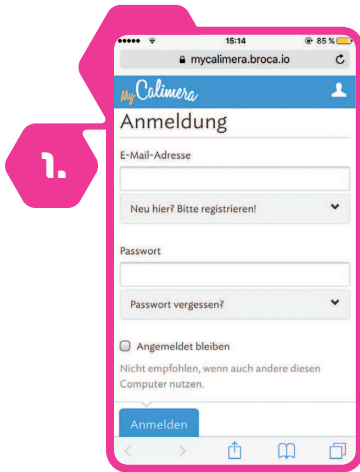 15:14
85 %
mycalimera.broca.io
My Calimera
Anmeldung
1.
E-Mail-Adresse
Neu hier? Bitte registrieren!
Passwort
Passwort vergessen?
Angemeldet bleiben
Nicht empfohlen, wenn auch andere diesen
Computer nutzen.
Anmelden